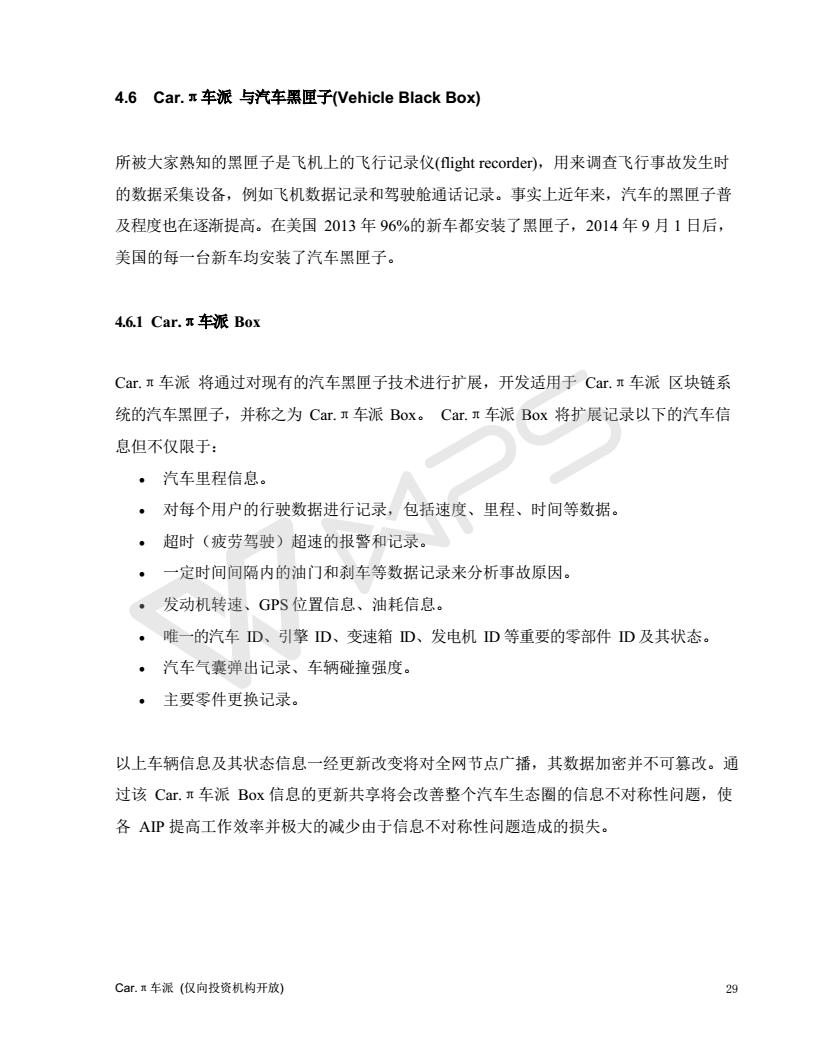 4.6 Car.π车派 与汽车黑匣子(Vehicle Black Box)
所被大家熟知的黑匣子是飞机上的飞行记录仪(flight recorder)，用来调查飞行事故发生时
的数据采集设备，例如飞机数据记录和驾驶舱通话记录。事实上近年来，汽车的黑匣子普
及程度也在逐渐提高。在美国 2013 年 96%的新车都安装了黑匣子，2014 年 9 月 1 日后，
美国的每一台新车均安装了汽车黑匣子。
4.6.1 Car.π车派 Box
Car.π车派 将通过对现有的汽车黑匣子技术进行扩展，开发适用于 Car.π车派 区块链系
统的汽车黑匣子，并称之为 Car.π车派 Box。 Car.π车派 Box 将扩展记录以下的汽车信
息但不仅限于:
• 汽车里程信息。
• 对每个用户的行驶数据进行记录，包括速度、里程、时间等数据。
• 超时（疲劳驾驶）超速的报警和记录。
• 一定时间间隔内的油门和刹车等数据记录来分析事故原因。
• 发动机转速、GPS 位置信息、油耗信息。
• 唯一的汽车 ID、引擎 ID、变速箱 ID、发电机 ID 等重要的零部件 ID 及其状态。
• 汽车气囊弹出记录、车辆碰撞强度。
• 主要零件更换记录。
以上车辆信息及其状态信息一经更新改变将对全网节点广播，其数据加密并不可篡改。通
过该 Car.π车派 Box 信息的更新共享将会改善整个汽车生态圈的信息不对称性问题，使
各 AIP 提高工作效率并极大的减少由于信息不对称性问题造成的损失。
WPS
Car.π车派 (仅向投资机构开放) 29